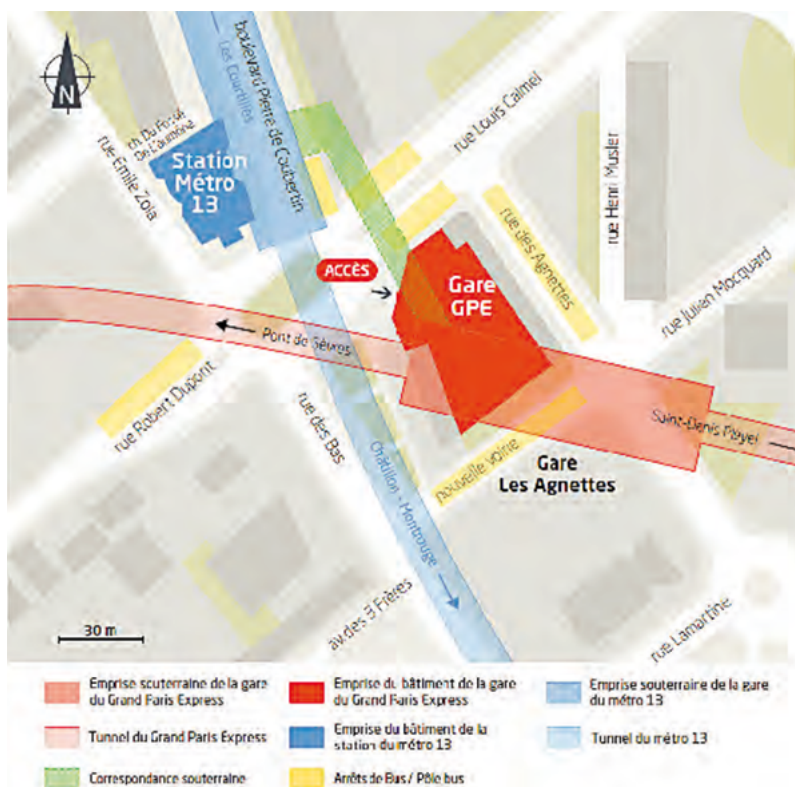 N
boulevard Pierre de Coubertin
Les Courtilles
rue Louis Calmel
rue Emile Zola
ch. Du Fossé
De L'aumône
Station
Métro
13
rue Henri Musler
rue des Agnettes
rue Julien Mocquard
ACCÈS
Gare
GPE
Pont de Sèvres
rue Robert Dupont
rue des Bas
Châtillon - Montrouge
nouvelle voirie
Saint-Denis Pleyel
Gare
Les Agnettes
av.des 3 Frères
rue Lamartine
30 m
Emprise souterraine de la gare
du Grand Paris Express
Emprise du bâtiment de la gare
du Grand Paris Express
Emprise souterraine de la gare
du métro 13
Tunnel du Grand Paris Express
Emprise du bâtiment de la
station du métro 13
Tunnel du métro 13
Correspondance souterraine
Arrêts de Bus / Pôle bus